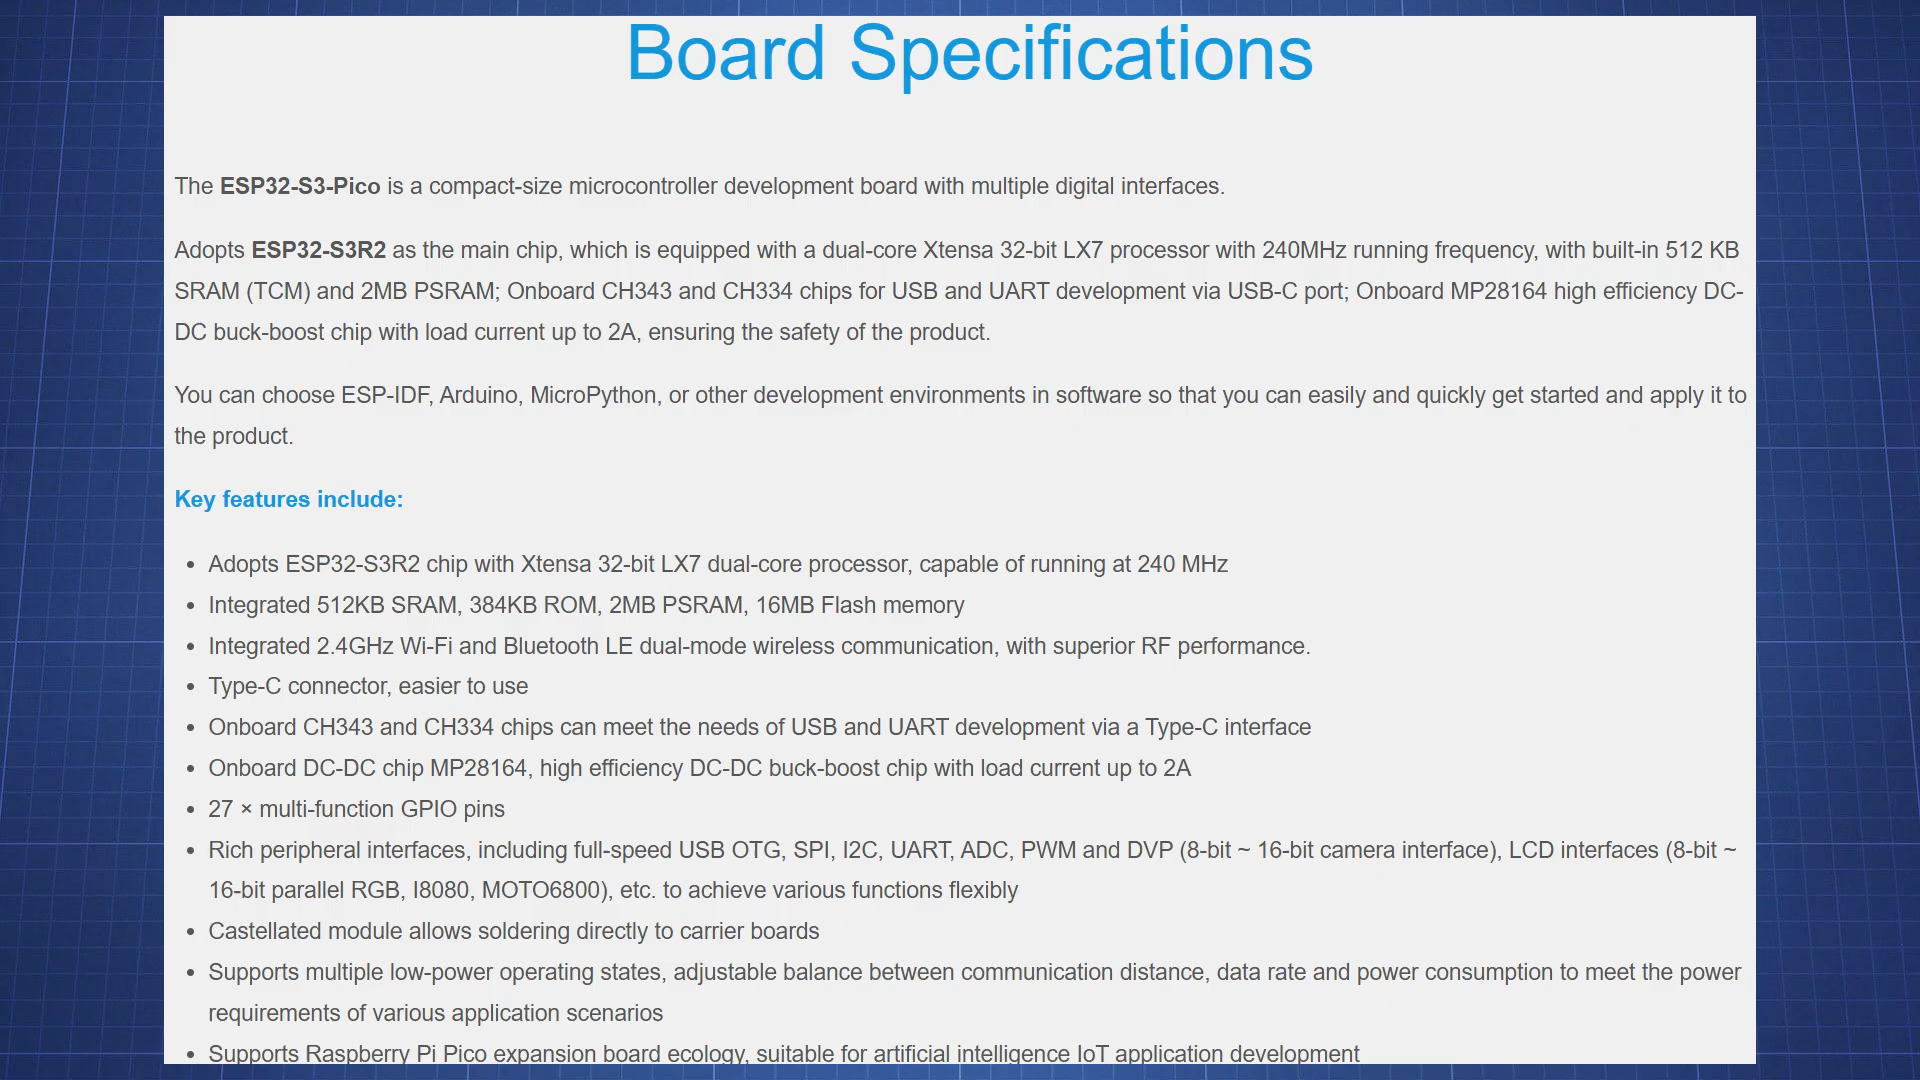 Board Specifications
The ESP32-S3-Pico is a compact-size microcontroller development board with multiple digital interfaces.
Adopts ESP32-S3R2 as the main chip, which is equipped with a dual-core Xtensa 32-bit LX7 processor with 240MHz running frequency, with built-in 512 KB
SRAM (TCM) and 2MB PSRAM; Onboard CH343 and CH334 chips for USB and UART development via USB-C port; Onboard MP28164 high efficiency DC-
DC buck-boost chip with load current up to 2A, ensuring the safety of the product.
You can choose ESP-IDF, Arduino, MicroPython, or other development environments in software so that you can easily and quickly get started and apply it to
the product.
Key features include:
• Adopts ESP32-S3R2 chip with Xtensa 32-bit LX7 dual-core processor, capable of running at 240 MHz
• Integrated 512KB SRAM, 384KB ROM, 2MB PSRAM, 16MB Flash memory
• Integrated 2.4GHz Wi-Fi and Bluetooth LE dual-mode wireless communication, with superior RF performance.
• Type-C connector, easier to use
• Onboard CH343 and CH334 chips can meet the needs of USB and UART development via a Type-C interface
• Onboard DC-DC chip MP28164, high efficiency DC-DC buck-boost chip with load current up to 2A
• 27 × multi-function GPIO pins
• Rich peripheral interfaces, including full-speed USB OTG, SPI, I2C, UART, ADC, PWM and DVP (8-bit ~ 16-bit camera interface), LCD interfaces (8-bit ~
16-bit parallel RGB, I8080, MOTO6800), etc. to achieve various functions flexibly
• Castellated module allows soldering directly to carrier boards
• Supports multiple low-power operating states, adjustable balance between communication distance, data rate and power consumption to meet the power
requirements of various application scenarios
• Supports Raspberry Pi Pico expansion board ecology, suitable for artificial intelligence IoT application development